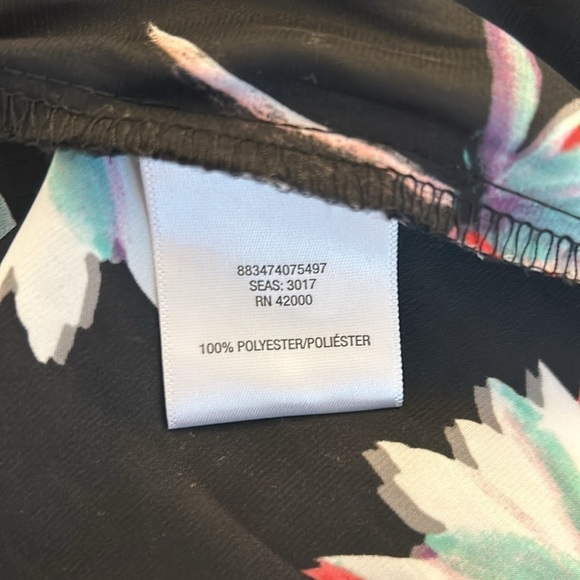 883474075497
SEAS: 3017
RN 42000
100% POLYESTER/POLIÉSTER